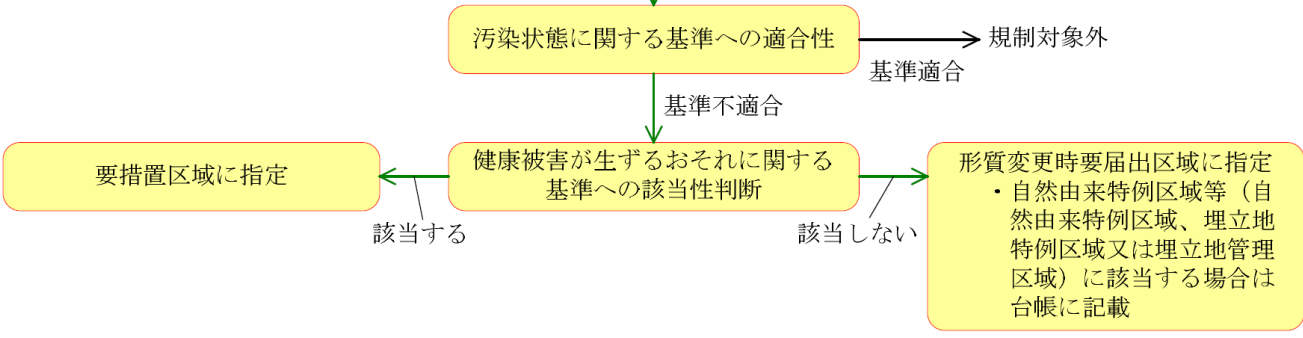 汚染状態に関する基準への適合性
規制対象外
基準適合
基準不適合
要措置区域に指定
健康被害が生ずるおそれに関する
基準への該当性判断
形質変更時要届出区域に指定
・自然由来特例区域等（自
然由来特例区域、埋立地
特例区域又は埋立地管理
区域）に該当する場合は
台帳に記載
該当する
該当しない